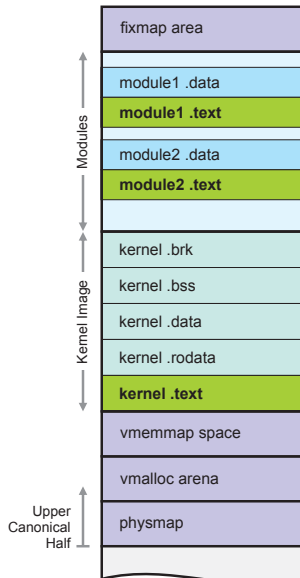 fixmap area
Modules
module1 .data
module1 .text
module2 .data
module2 .text
Kernel Image
kernel .brk
kernel .bss
kernel .data
kernel .rodata
kernel .text
vmemmap space
vmalloc arena
Upper
Canonical
Half
physmap